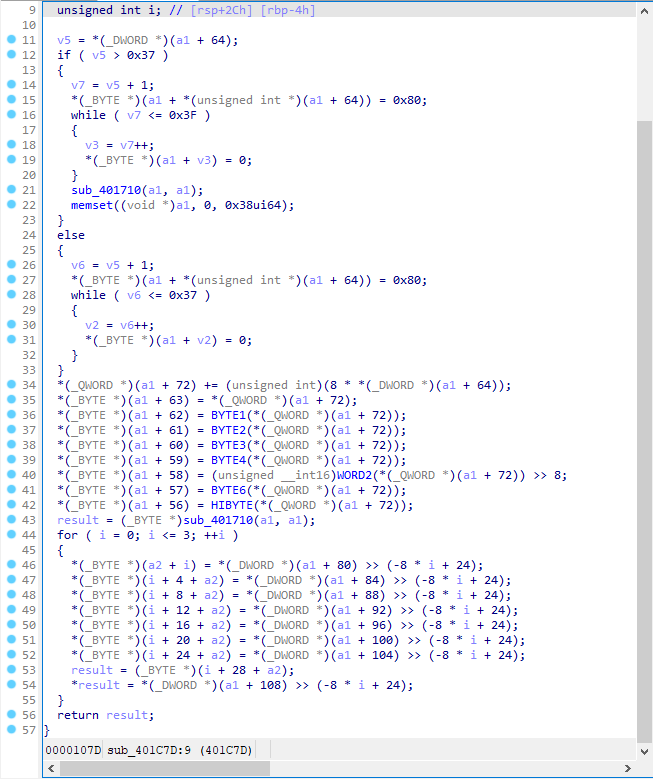 9 unsigned int i; // [rsp+2Ch] [rbp-4h]
10
11 v5 = *(_DWORD *)(a1 + 64);
12 if ( v5 > 0x37 )
13 {
14 v7 = v5 + 1;
15 *(_BYTE *)(a1 + *(unsigned int *)(a1 + 64)) = 0x80;
16 while ( v7 <= 0x3F )
17 {
18 v3 = v7++;
19 *(_BYTE *)(a1 + v3) = 0;
20 }
21 sub_401710(a1, a1);
22 memset((void *)a1, 0, 0x38ui64);
23 }
24 else
25 {
26 v6 = v5 + 1;
27 *(_BYTE *)(a1 + *(unsigned int *)(a1 + 64)) = 0x80;
28 while ( v6 <= 0x37 )
29 {
30 v2 = v6++;
31 *(_BYTE *)(a1 + v2) = 0;
32 }
33 }
34 *(_QWORD *)(a1 + 72) += (unsigned int)(8 * *(_DWORD *)(a1 + 64));
35 *(_BYTE *)(a1 + 63) = *(_QWORD *)(a1 + 72);
36 *(_BYTE *)(a1 + 62) = BYTE1(*(_QWORD *)(a1 + 72));
37 *(_BYTE *)(a1 + 61) = BYTE2(*(_QWORD *)(a1 + 72));
38 *(_BYTE *)(a1 + 60) = BYTE3(*(_QWORD *)(a1 + 72));
39 *(_BYTE *)(a1 + 59) = BYTE4(*(_QWORD *)(a1 + 72));
40 *(_BYTE *)(a1 + 58) = (unsigned __int16)WORD2(*(_QWORD *)(a1 + 72)) >> 8;
41 *(_BYTE *)(a1 + 57) = BYTE6(*(_QWORD *)(a1 + 72));
42 *(_BYTE *)(a1 + 56) = HIBYTE(*(_QWORD *)(a1 + 72));
43 result = (_BYTE *)sub_401710(a1, a1);
44 for ( i = 0; i <= 3; ++i )
45 {
46 *(_BYTE *)(a2 + i) = *(_DWORD *)(a1 + 80) >> (-8 * i + 24);
47 *(_BYTE *)(i + 4 + a2) = *(_DWORD *)(a1 + 84) >> (-8 * i + 24);
48 *(_BYTE *)(i + 8 + a2) = *(_DWORD *)(a1 + 88) >> (-8 * i + 24);
49 *(_BYTE *)(i + 12 + a2) = *(_DWORD *)(a1 + 92) >> (-8 * i + 24);
50 *(_BYTE *)(i + 16 + a2) = *(_DWORD *)(a1 + 96) >> (-8 * i + 24);
51 *(_BYTE *)(i + 20 + a2) = *(_DWORD *)(a1 + 100) >> (-8 * i + 24);
52 *(_BYTE *)(i + 24 + a2) = *(_DWORD *)(a1 + 104) >> (-8 * i + 24);
53 result = (_BYTE *)(i + 28 + a2);
54 *result = *(_DWORD *)(a1 + 108) >> (-8 * i + 24);
55 }
56 return result;
57 }
0000107D sub_401C7D:9 (401C7D)